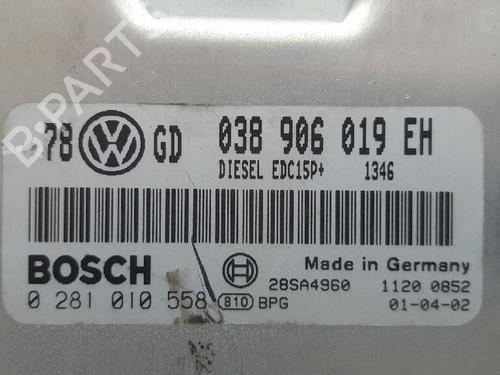 78 VW GD 038 906 019 EH
DIESEL EDC15P+ 1346
BOSCH
0 281 010 558
810 BPG
28SA4960
Made in Germany
1120 0852
01-04-02
B-PARTS